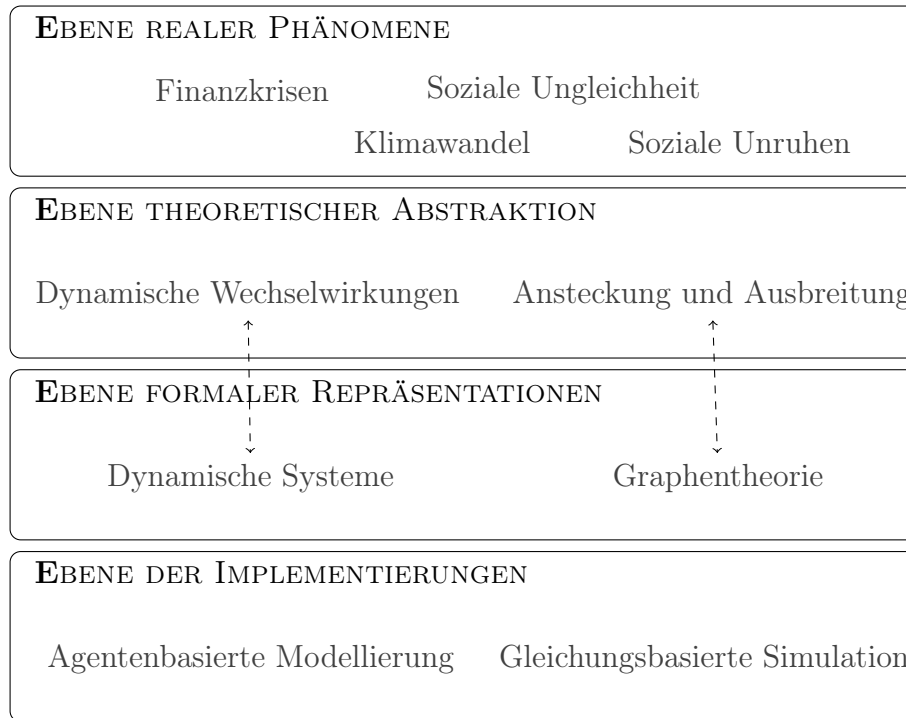 Ebene realer Phänomene
Finanzkrisen Soziale Ungleichheit
Klimawandel Soziale Unruhen
Ebene theoretischer Abstraktion
Dynamische Wechselwirkungen Ansteckung und Ausbreitung
Ebene formaler Repräsentationen
Dynamische Systeme Graphentheorie
Ebene der Implementierungen
Agentenbasierte Modellierung Gleichungsbasierte Simulation